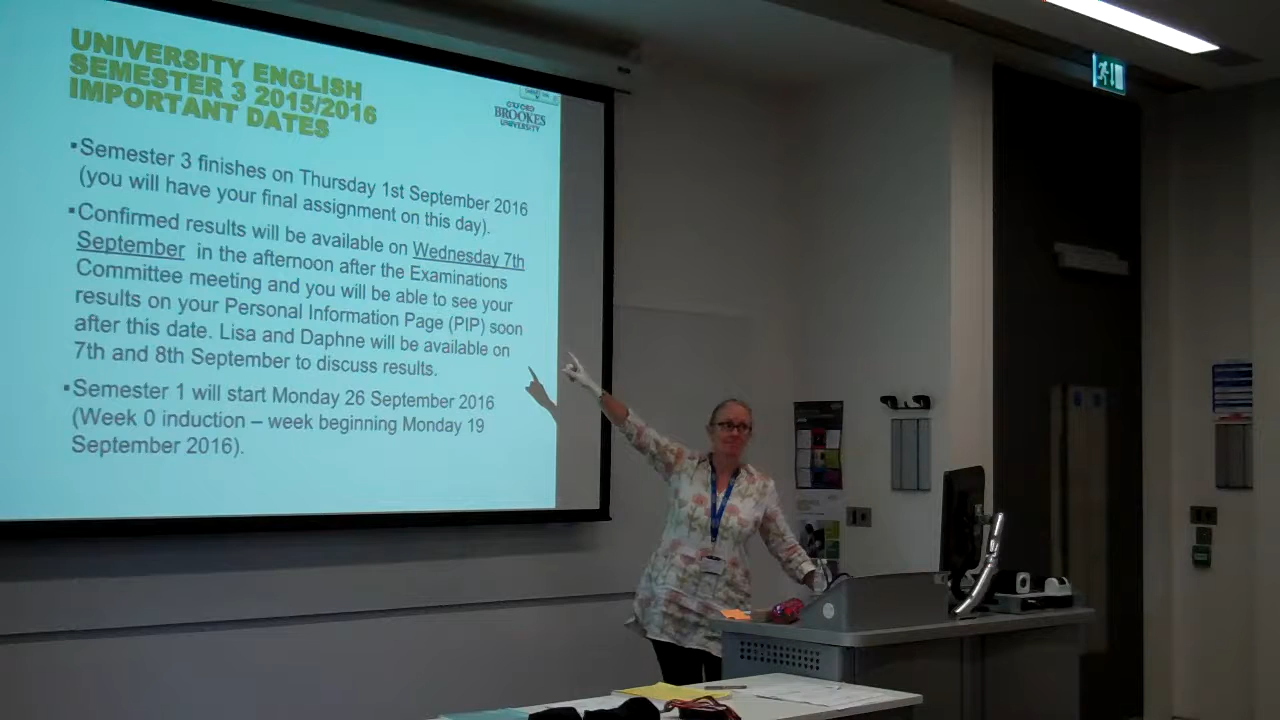 UNIVERSITY ENGLISH
SEMESTER 3 2015/2016
IMPORTANT DATES
OXFORD
BROOKES
UNIVERSITY
▪Semester 3 finishes on Thursday 1st September 2016
(you will have your final assignment on this day).
▪Confirmed results will be available on Wednesday 7th
September in the afternoon after the Examinations
Committee meeting and you will be able to see your
results on your Personal Information Page (PIP) soon
after this date. Lisa and Daphne will be available on
7th and 8th September to discuss results.
▪Semester 1 will start Monday 26 September 2016
(Week 0 induction – week beginning Monday 19
September 2016).